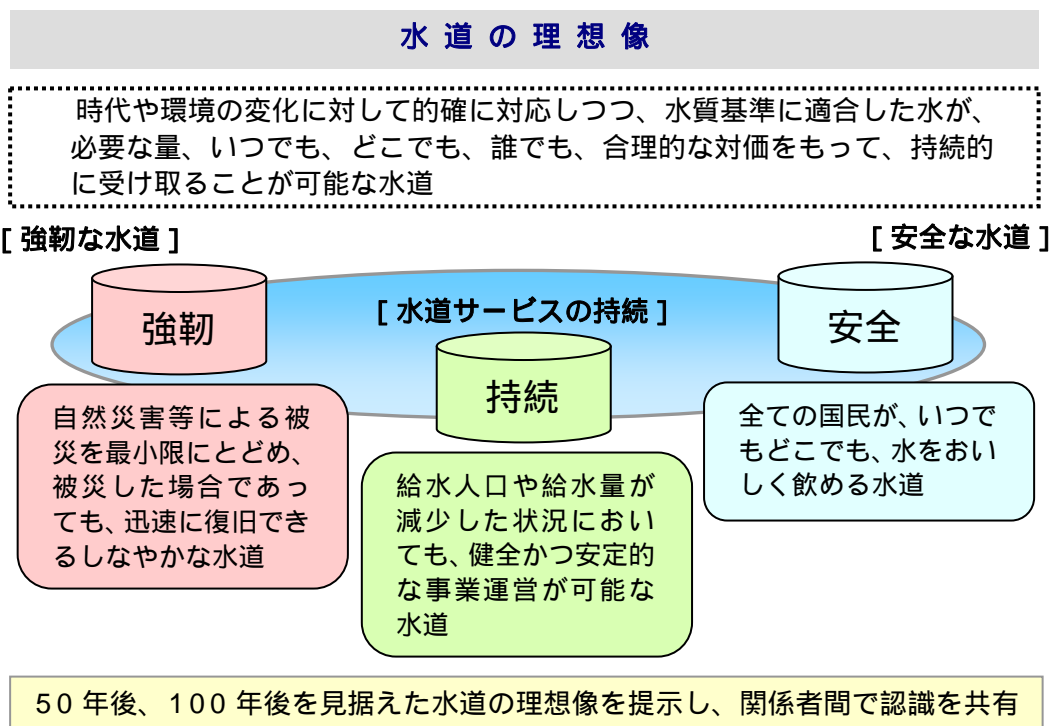 水 道 の 理 想 像
時代や環境の変化に対して的確に対応しつつ、水質基準に適合した水が、
必要な量、いつでも、どこでも、誰でも、合理的な対価をもって、持続的
に受け取ることが可能な水道
[ 強靭な水道 ]
[ 安全な水道 ]
[ 水道サービスの持続 ]
強靭
安全
持続
自然災害等による被
災を最小限にとどめ、
被災した場合であっ
ても、迅速に復旧でき
るしなやかな水道
給水人口や給水量が
減少した状況におい
ても、健全かつ安定的
な事業運営が可能な
水道
全ての国民が、いつで
もどこでも、水をおい
しく飲める水道
50 年後、100 年後を見据えた水道の理想像を提示し、関係者間で認識を共有